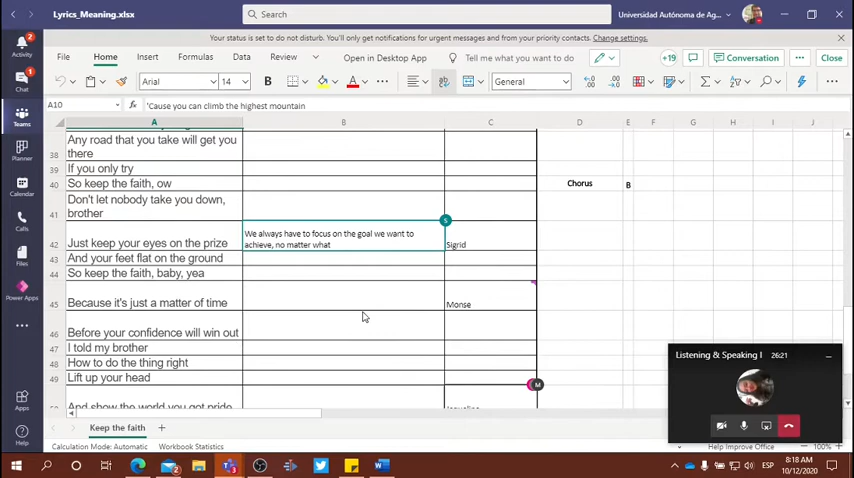 Lyrics_Meaning.xlsx
Search
Universidad Autónoma de Ag...
Your status is set to do not disturb. You'll only get notifications for urgent messages and from your priority contacts. Change settings.
File Home Insert Formulas Data Review Open in Desktop App Tell me what you want to do +19 Conversation Close
Arial 14 B A General
A10 fx 'Cause you can climb the highest mountain
A B C D E F G H I J
38 Any road that you take will get you
there
39 If you only try
40 So keep the faith, ow Chorus B
Don't let nobody take you down,
41 brother
We always have to focus on the goal we want to
42 Just keep your eyes on the prize achieve, no matter what Sigrid
S
43 And your feet flat on the ground
44 So keep the faith, baby, yea
45 Because it's just a matter of time Monse
46 Before your confidence will win out
47 I told my brother
48 How to do the thing right
49 Lift up your head
M
And show the world you got pride
Keep the faith
Calculation Mode: Automatic Workbook Statistics
Help Improve Office 100%
Activity
Chat
Teams
Planner
Calendar
Calls
Files
Power Apps
Apps
Help
Listening & Speaking I 26:21
ESP
8:18 AM
10/12/2020